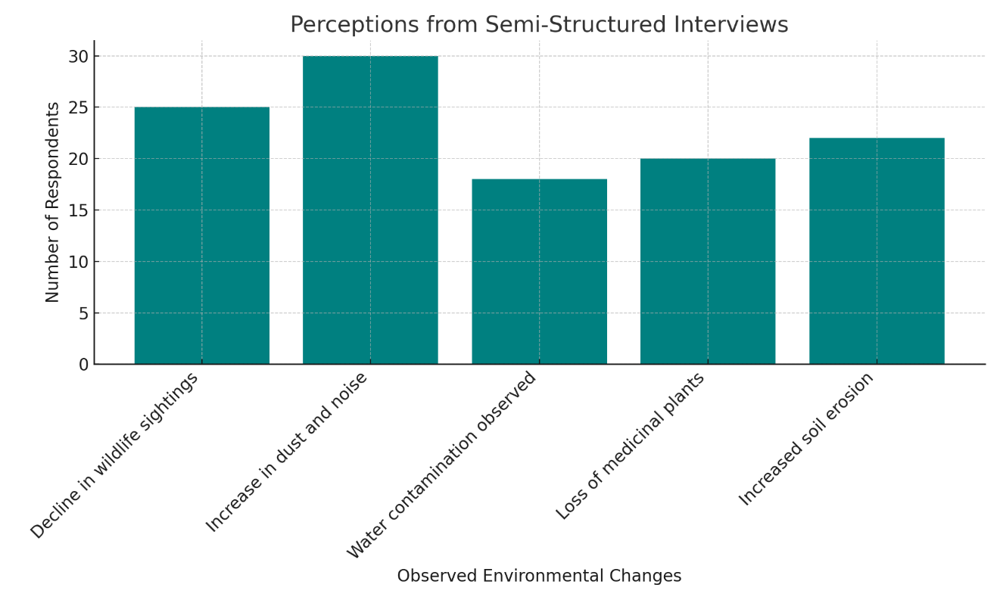 Perceptions from Semi-Structured Interviews
Number of Respondents
30
25
20
15
10
5
0
Decline in wildlife sightings
Increase in dust and noise
Water contamination observed
Loss of medicinal plants
Increased soil erosion
Observed Environmental Changes